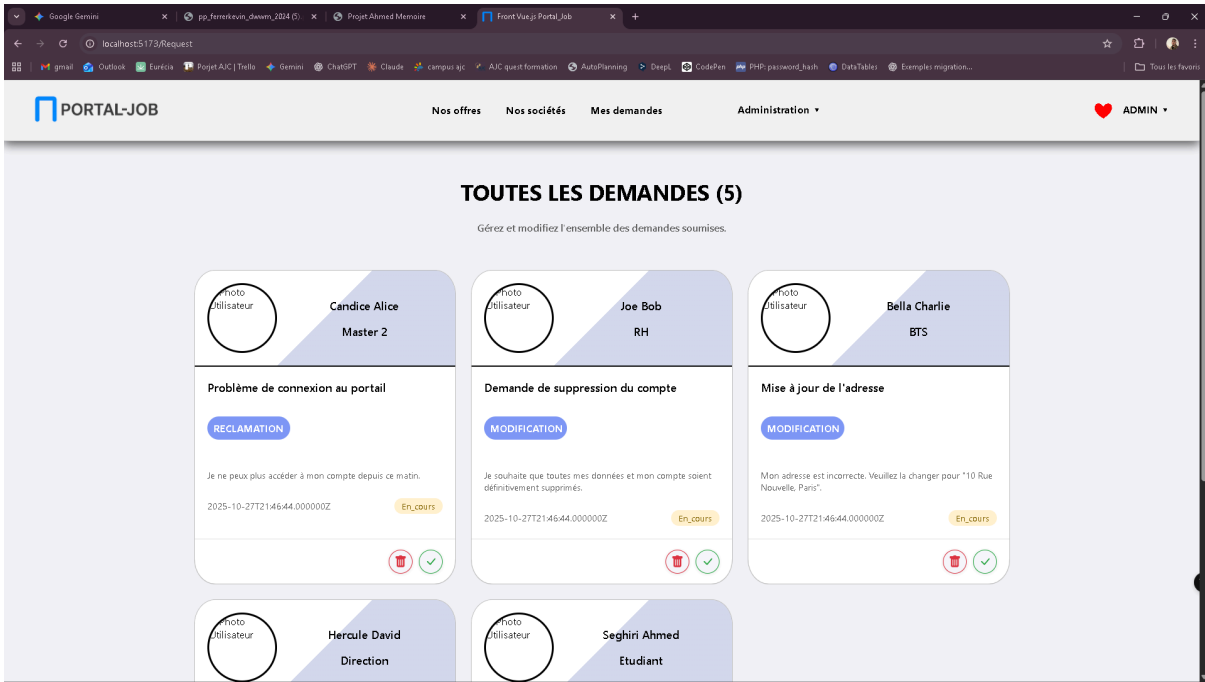 Google Gemini
pp_ferrerkevin_dwwm_2024 (5)
Projet Ahmed Memoire
Front Vue.js Portal_Job
localhost:5173/Request
gmail Outlook Eurécia PorjetAJC | Trello Gemini ChatGPT Claude campus ajc AJC quest formation AutoPlanning DeepL CodePen PHP: password_hash DataTables Exemples migration... Tous les favoris
PORTAL-JOB
Nos offres Nos sociétés Mes demandes Administration ▾ ADMIN ▾
TOUTES LES DEMANDES (5)
Gérez et modifiez l'ensemble des demandes soumises.
Photo
Utilisateur
Candice Alice
Master 2
Problème de connexion au portail
RECLAMATION
Je ne peux plus accéder à mon compte depuis ce matin.
2025-10-27T21:46:44.000000Z En_cours
Photo
Utilisateur
Joe Bob
RH
Demande de suppression du compte
MODIFICATION
Je souhaite que toutes mes données et mon compte soient
définitivement supprimés.
2025-10-27T21:46:44.000000Z En_cours
Photo
Utilisateur
Bella Charlie
BTS
Mise à jour de l'adresse
MODIFICATION
Mon adresse est incorrecte. Veuillez la changer pour "10 Rue
Nouvelle, Paris".
2025-10-27T21:46:44.000000Z En_cours
Photo
Utilisateur
Hercule David
Direction
Photo
Utilisateur
Seghiri Ahmed
Etudiant